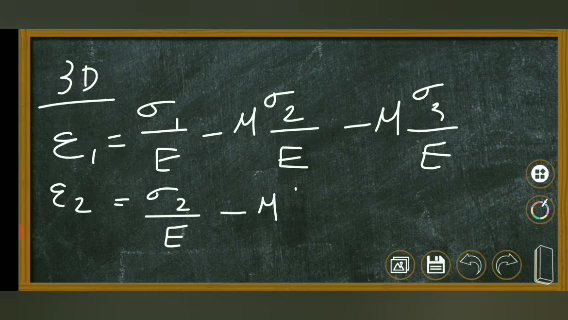 3D
ε₁ = σ₁/E - μ σ₂/E - μ σ₃/E
ε₂ = σ₂/E - μ